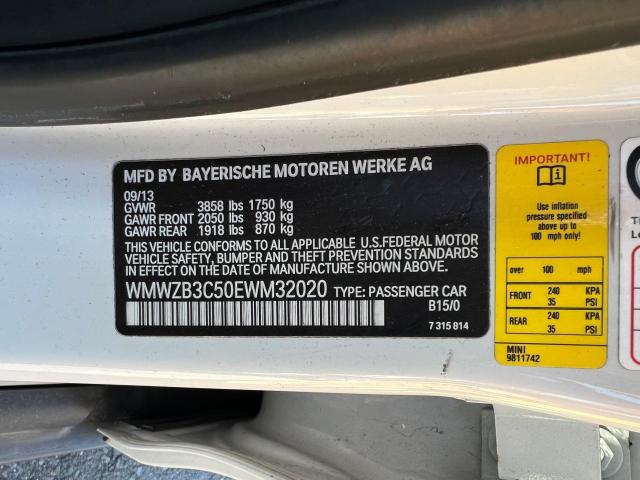 MFD BY BAYERISCHE MOTOREN WERKE AG
09/13
GVWR 3858 lbs 1750 kg
GAWR FRONT 2050 lbs 930 kg
GAWR REAR 1918 lbs 870 kg
THIS VEHICLE CONFORMS TO ALL APPLICABLE U.S.FEDERAL MOTOR
VEHICLE SAFETY, BUMPER AND THEFT PREVENTION STANDARDS
IN EFFECT ON THE DATE OF MANUFACTURE SHOWN ABOVE.
WMWZB3C50EWM32020 TYPE: PASSENGER CAR
B15/0
7 315 814
IMPORTANT!
Use inflation
pressure specified
above up to
100 mph only!
over 100 mph
FRONT 240 KPA
35 PSI
REAR 240 KPA
35 PSI
MINI
9811742